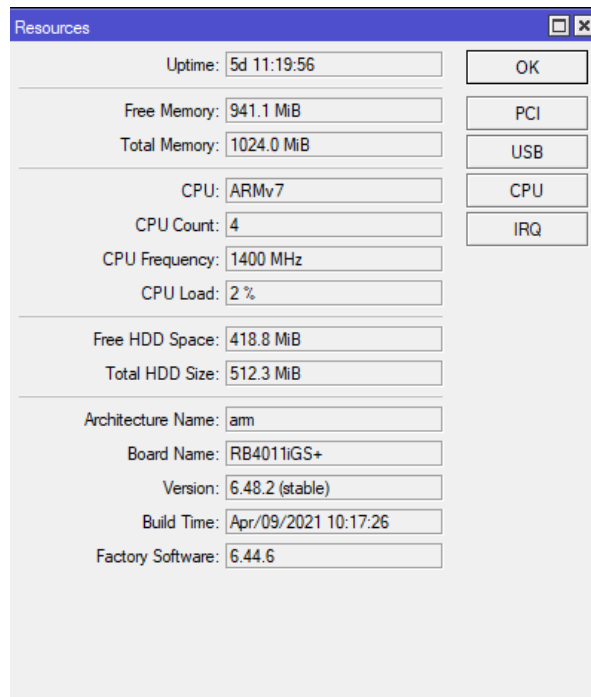 Resources
Uptime: 5d 11:19:56
OK
Free Memory: 941.1 MiB
PCI
Total Memory: 1024.0 MiB
USB
CPU: ARMv7
CPU
CPU Count: 4
IRQ
CPU Frequency: 1400 MHz
CPU Load: 2 %
Free HDD Space: 418.8 MiB
Total HDD Size: 512.3 MiB
Architecture Name: arm
Board Name: RB4011iGS+
Version: 6.48.2 (stable)
Build Time: Apr/09/2021 10:17:26
Factory Software: 6.44.6